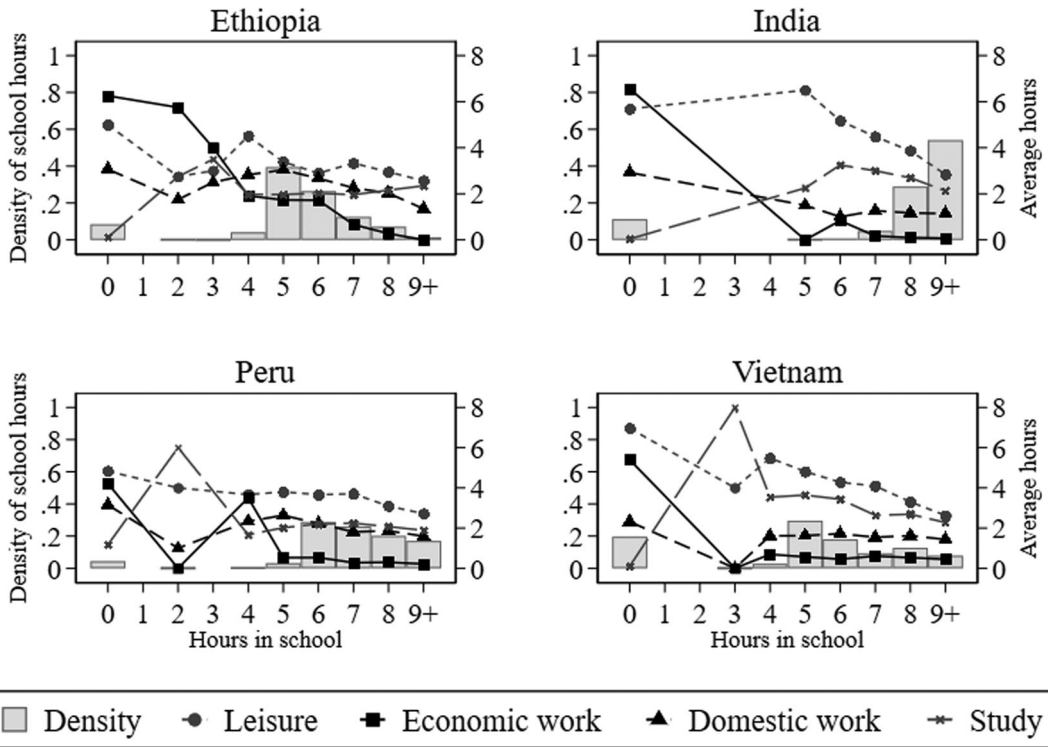 Ethiopia
India
Density of school hours
1
.8
.6
.4
.2
0
8
6
4
2
0
0 1 2 3 4 5 6 7 8 9+
1
.8
.6
.4
.2
0
8
6
4
2
0
Average hours
0 1 2 3 4 5 6 7 8 9+
Peru
Vietnam
Density of school hours
1
.8
.6
.4
.2
0
8
6
4
2
0
0 1 2 3 4 5 6 7 8 9+
Hours in school
1
.8
.6
.4
.2
0
8
6
4
2
0
Average hours
0 1 2 3 4 5 6 7 8 9+
Hours in school
Density Leisure Economic work Domestic work Study